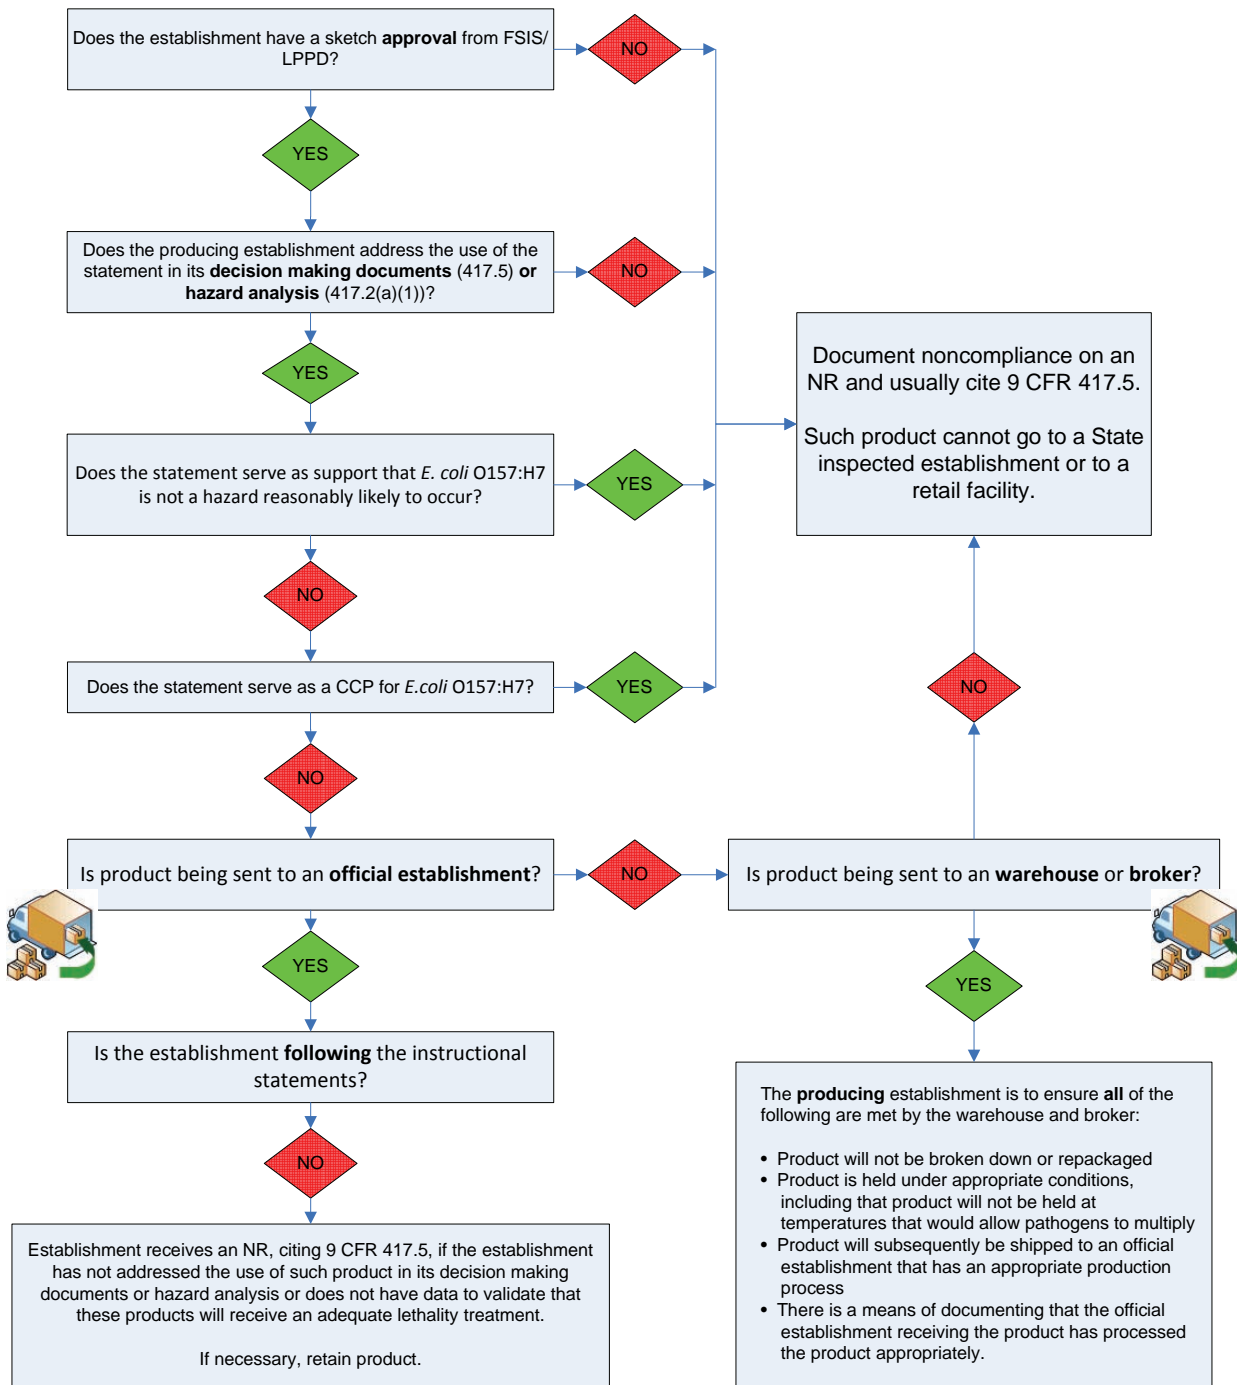 Does the establishment have a sketch approval from FSIS/
LPPD?
NO
YES
Does the producing establishment address the use of the
statement in its decision making documents (417.5) or
hazard analysis (417.2(a)(1))?
NO
YES
Document noncompliance on an
NR and usually cite 9 CFR 417.5.
Such product cannot go to a State
inspected establishment or to a
retail facility.
Does the statement serve as support that E. coli O157:H7
is not a hazard reasonably likely to occur?
YES
NO
Does the statement serve as a CCP for E.coli O157:H7?
YES
NO
NO
Is product being sent to an official establishment?
NO
Is product being sent to an warehouse or broker?
YES
YES
Is the establishment following the instructional
statements?
NO
Establishment receives an NR, citing 9 CFR 417.5, if the establishment
has not addressed the use of such product in its decision making
documents or hazard analysis or does not have data to validate that
these products will receive an adequate lethality treatment.
If necessary, retain product.
The producing establishment is to ensure all of the
following are met by the warehouse and broker:
• Product will not be broken down or repackaged
• Product is held under appropriate conditions,
including that product will not be held at
temperatures that would allow pathogens to multiply
• Product will subsequently be shipped to an official
establishment that has an appropriate production
process
• There is a means of documenting that the official
establishment receiving the product has processed
the product appropriately.